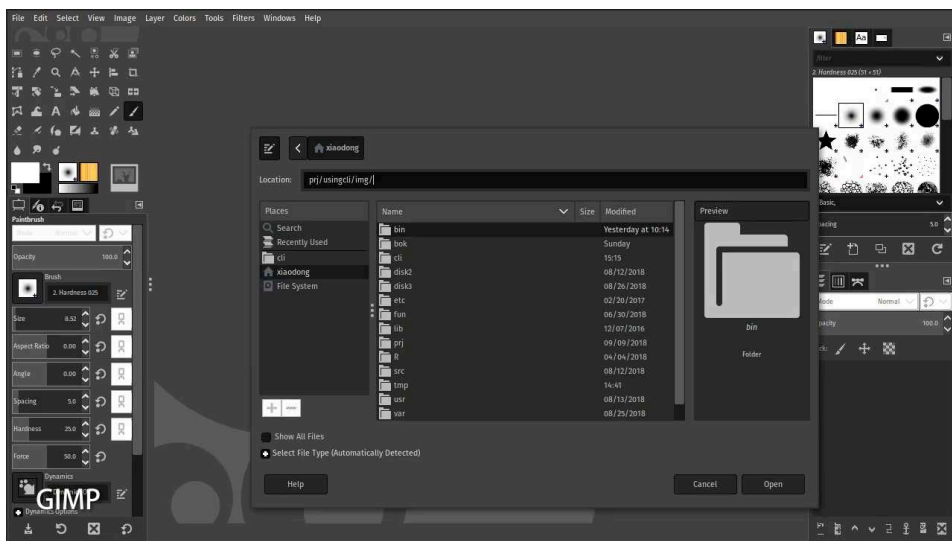 File Edit Select View Image Layer Colors Tools Filters Windows Help
Aa
filter
2. Hardness 025 (51 × 51)
Basic,
5.0
Mode Normal
100.0
xiaodong
Location: prj/usingcli/img/
Places
Search
Recently Used
cli
xiaodong
File System
Name Size Modified
bin Yesterday at 10:14
bok Sunday
cli 15:15
disk2 08/12/2018
disk3 08/26/2018
etc 02/20/2017
fun 06/30/2018
lib 12/07/2016
prj 09/09/2018
R 04/04/2018
src 08/12/2018
tmp 14:41
usr 08/13/2018
var 08/25/2018
Preview
bin
Folder
Show All Files
Select File Type (Automatically Detected)
Help Cancel Open
Paintbrush
Mode Normal
Opacity 100.0
Brush
2. Hardness 025
Size 8.52
Aspect Ratio 0.00
Angle 0.00
Spacing 5.0
Hardness 25.0
Force 50.0
Dynamics
GIMP
Dynamics Options